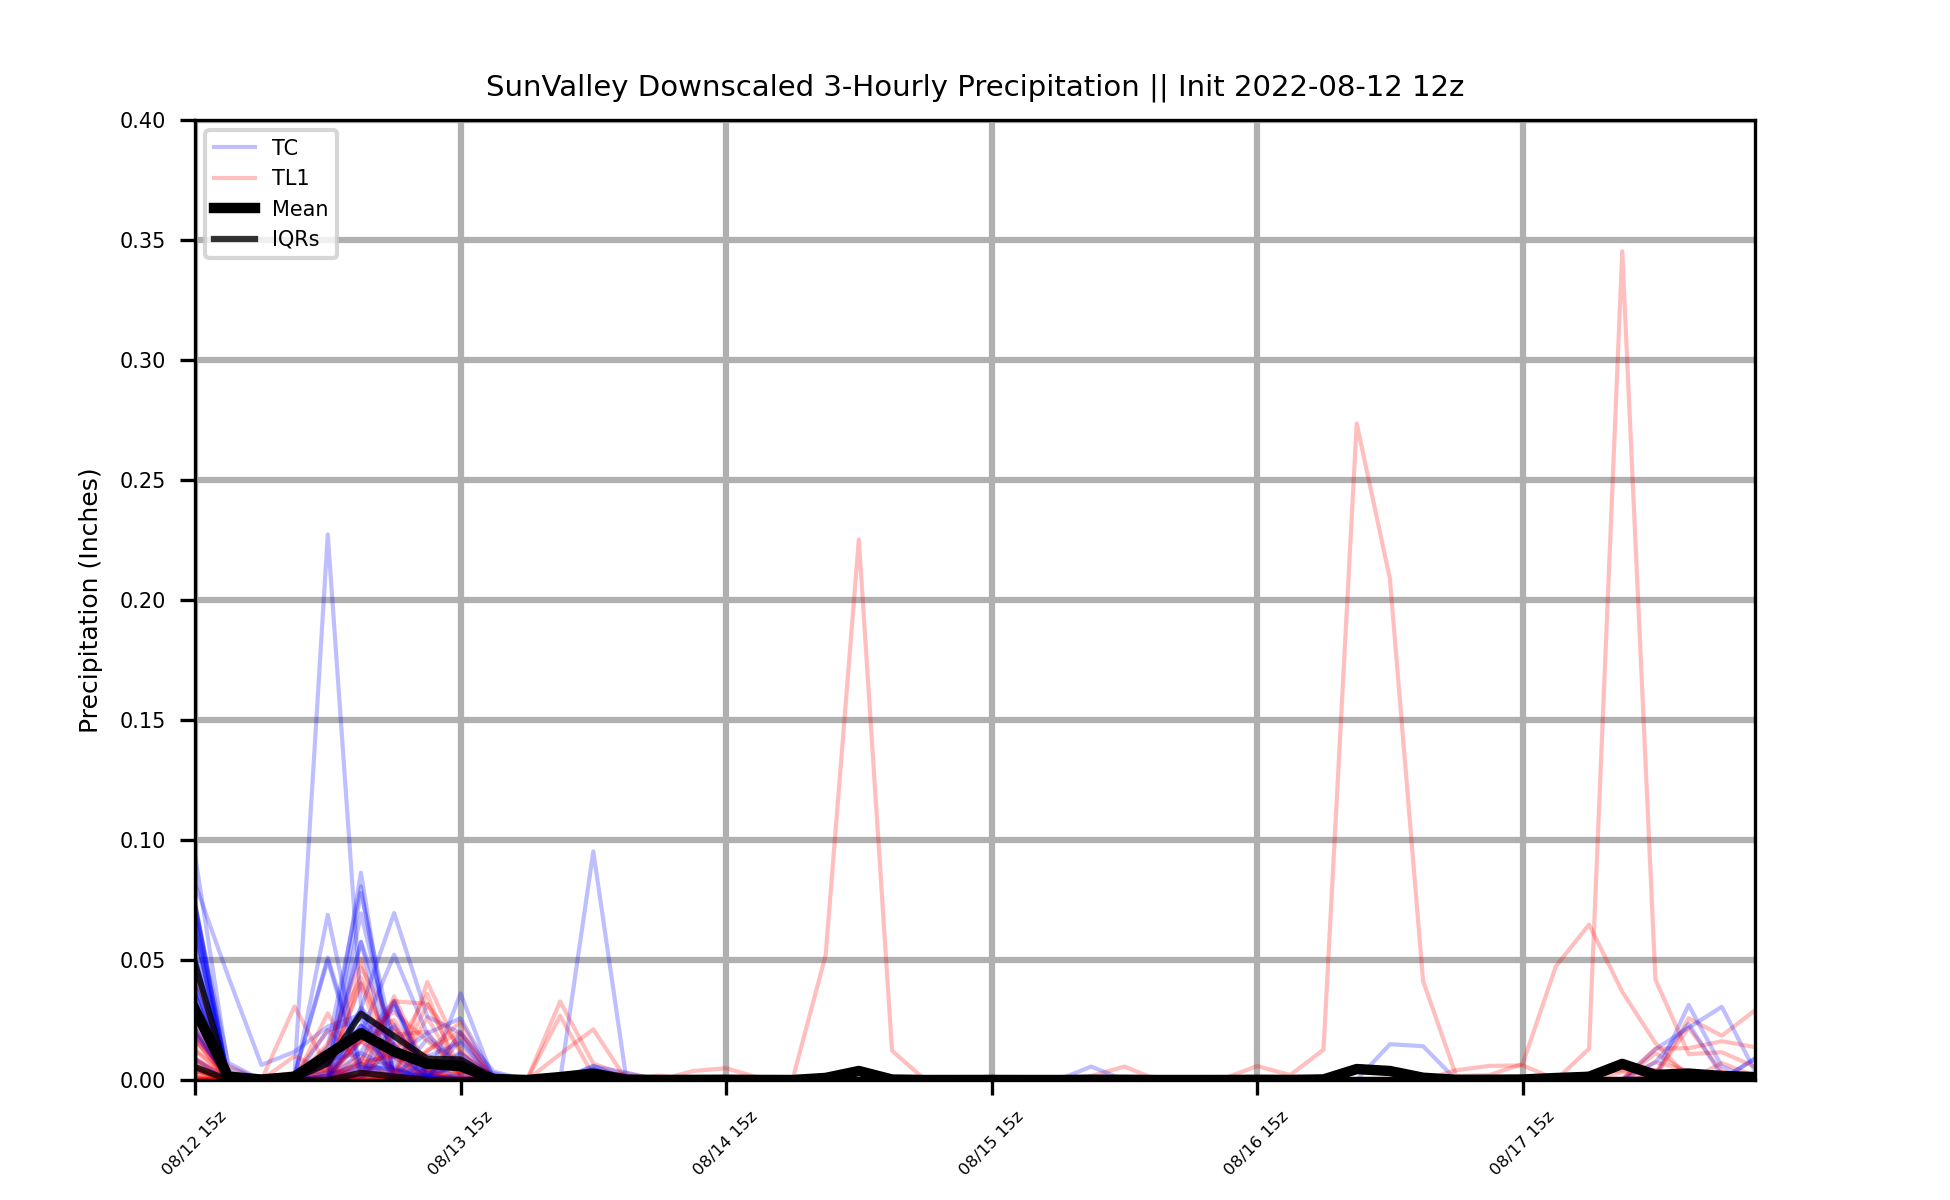 SunValley Downscaled 3-Hourly Precipitation || Init 2022-08-12 12z
0.40
0.35
0.30
0.25
0.20
0.15
0.10
0.05
0.00
Precipitation (Inches)
TC
TL1
Mean
IQRs
08/12 15z
08/13 15z
08/14 15z
08/15 15z
08/16 15z
08/17 15z